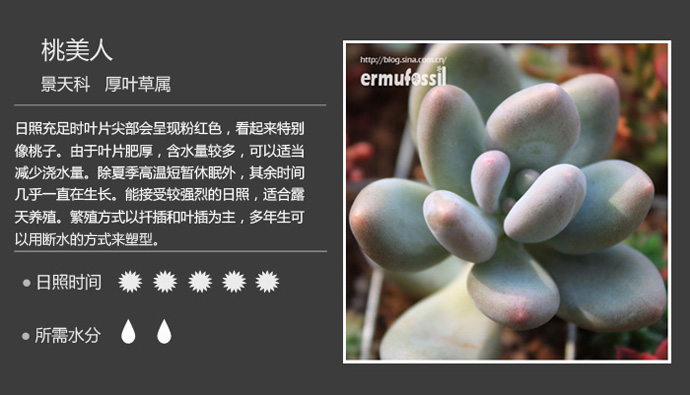 桃美人
景天科 厚叶草属
日照充足时叶片尖部会呈现粉红色，看起来特别
像桃子。由于叶片肥厚，含水量较多，可以适当
减少浇水量。除夏季高温短暂休眠外，其余时间
几乎一直在生长。能接受较强烈的日照，适合露
天养殖。繁殖方式以扦插和叶插为主，多年生可
以用断水的方式来塑型。
日照时间
所需水分
http://blog.sina.com.cn/
ermufossil